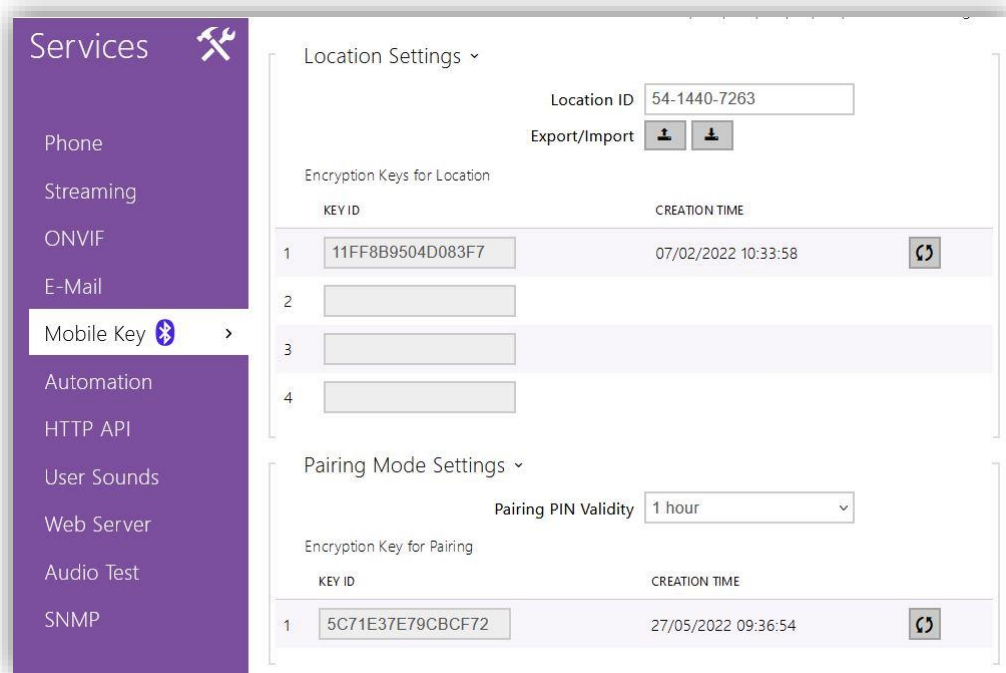 Services
Phone
Streaming
ONVIF
E-Mail
Mobile Key
Automation
HTTP API
User Sounds
Web Server
Audio Test
SNMP
Location Settings
Location ID 54-1440-7263
Export/Import
Encryption Keys for Location
KEY ID CREATION TIME
1 11FF8B9504D083F7 07/02/2022 10:33:58
2
3
4
Pairing Mode Settings
Pairing PIN Validity 1 hour
Encryption Key for Pairing
KEY ID CREATION TIME
1 5C71E37E79CBCF72 27/05/2022 09:36:54